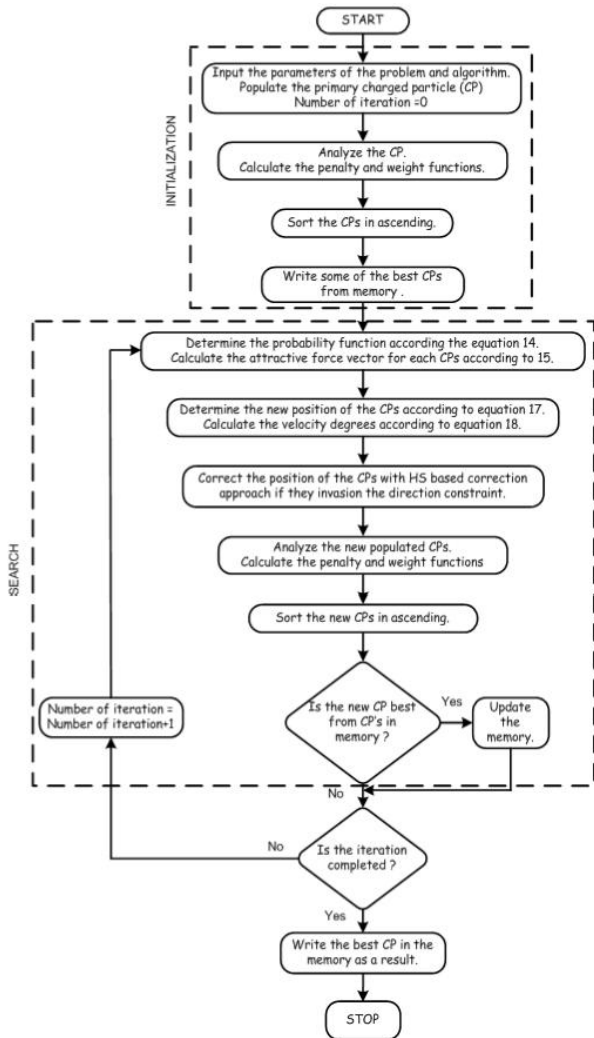 START
INITIALIZATION
Input the parameters of the problem and algorithm.
Populate the primary charged particle (CP)
Number of iteration =0
Analyze the CP.
Calculate the penalty and weight functions.
Sort the CPs in ascending.
Write some of the best CPs
from memory .
SEARCH
Determine the probability function according the equation 14.
Calculate the attractive force vector for each CPs according to 15.
Determine the new position of the CPs according to equation 17.
Calculate the velocity degrees according to equation 18.
Correct the position of the CPs with HS based correction
approach if they invasion the direction constraint.
Analyze the new populated CPs.
Calculate the penalty and weight functions
Sort the new CPs in ascending.
Number of iteration =
Number of iteration+1
Is the new CP best
from CP's in
memory ?
Yes
Update
the
memory.
No
No
Is the iteration
completed ?
Yes
Write the best CP in the
memory as a result.
STOP